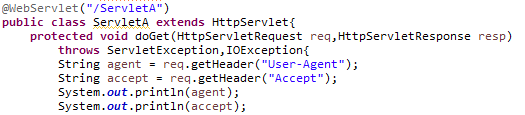 @WebServlet("/ServletA")
public class ServletA extends HttpServlet{
    protected void doGet(HttpServletRequest req,HttpServletResponse resp)
        throws ServletException,IOException{
        String agent = req.getHeader("User-Agent");
        String accept = req.getHeader("Accept");
        System.out.println(agent);
        System.out.println(accept);